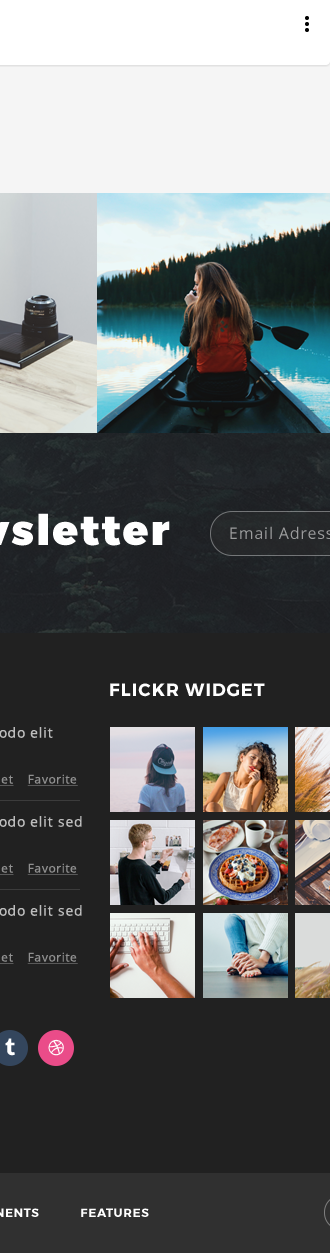 wsletter
Email Adress
FLICKR WIDGET
odo elit
et Favorite
odo elit sed
et Favorite
odo elit sed
et Favorite
t
NENTS FEATURES